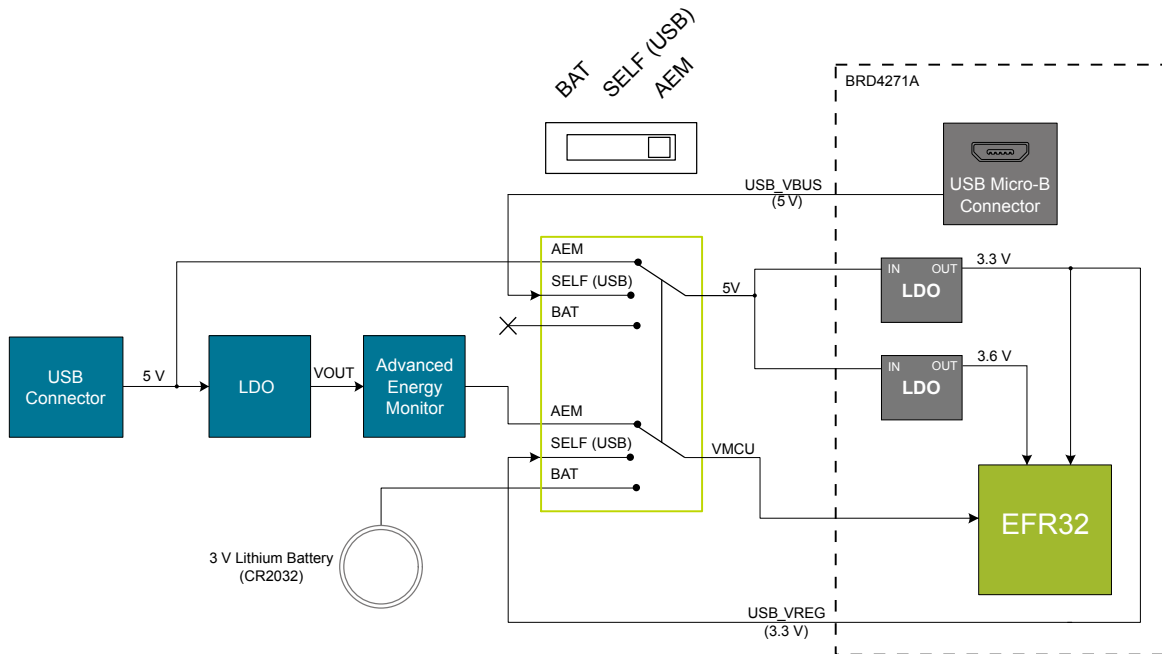 BAT
SELF (USB)
AEM
BRD4271A
USB Micro-B
Connector
USB_VBUS
(5 V)
AEM
SELF (USB)
BAT
5V
IN
OUT
LDO
3.3 V
IN
OUT
LDO
3.6 V
USB
Connector
5 V
LDO
VOUT
Advanced
Energy
Monitor
AEM
SELF (USB)
BAT
VMCU
EFR32
3 V Lithium Battery
(CR2032)
USB_VREG
(3.3 V)